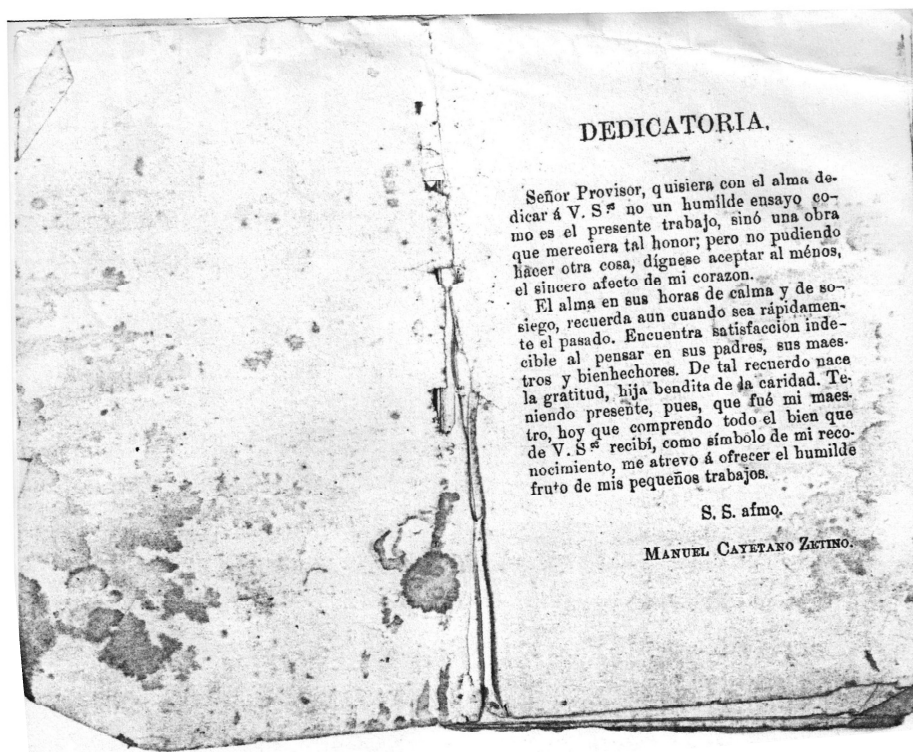 DEDICATORIA.
Señor Provisor, quisiera con el alma de-
dicar á V. Sª no un humilde ensayo co-
mo es el presente trabajo, sinó una obra
que mereciera tal honor; pero no pudiendo
hacer otra cosa, dígnese aceptar al ménos,
el sincero afecto de mi corazon.
El alma en sus horas de calma y de so-
siego, recuerda aun cuando sea rápidamen-
te el pasado. Encuentra satisfaccion inde-
cible al pensar en sus padres, sus maes-
tros y bienhechores. De tal recuerdo nace
la gratitud, hija bendita de la caridad. Te-
niendo presente, pues, que fué mi maes-
tro, hoy que comprendo todo el bien que
de V. Sª recibí, como símbolo de mi reco-
nocimiento, me atrevo á ofrecer el humilde
fruto de mis pequeños trabajos.
S. S. afmo.
MANUEL CAYETANO ZETINO.